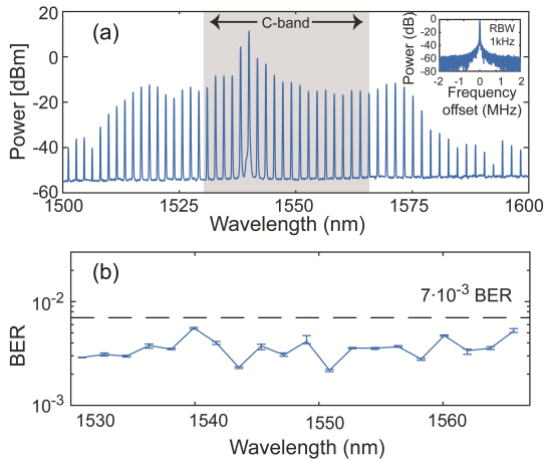 (a)
C-band
Power [dBm]
20
0
-20
-40
-60
1500
1525
1550
1575
1600
Wavelength (nm)
Power (dB)
0
-20
-40
-60
-80
RBW
1kHz
-2
-1
0
1
2
Frequency
offset (MHz)
(b)
7·10⁻³ BER
BER
10⁻²
10⁻³
1530
1540
1550
1560
Wavelength (nm)